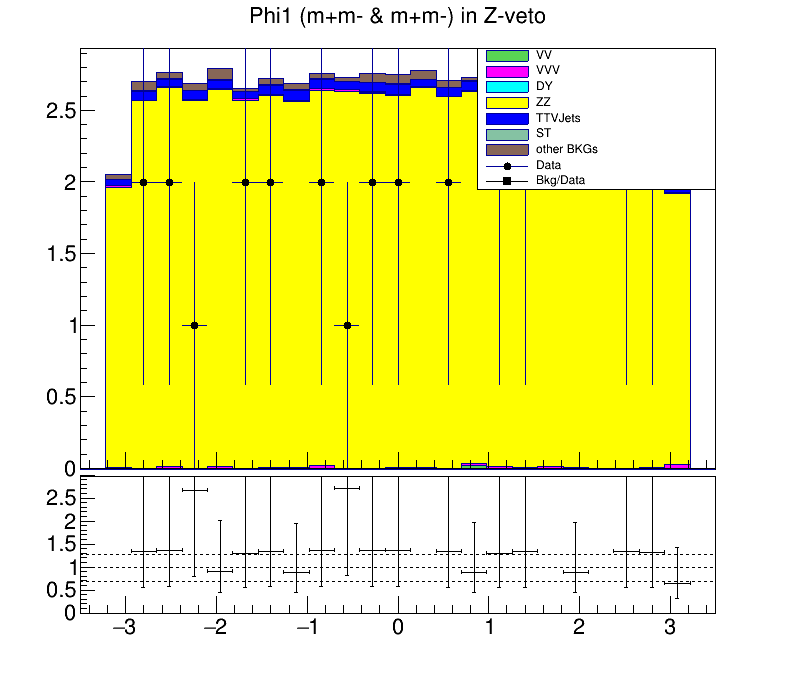 Phi1 (m+m- & m+m-) in Z-veto
VV
VVV
DY
ZZ
TTVJets
ST
other BKGs
Data
Bkg/Data
2.5
2
1.5
1
0.5
0
2.5
2
1.5
1
0.5
0
−3 −2 −1 0 1 2 3